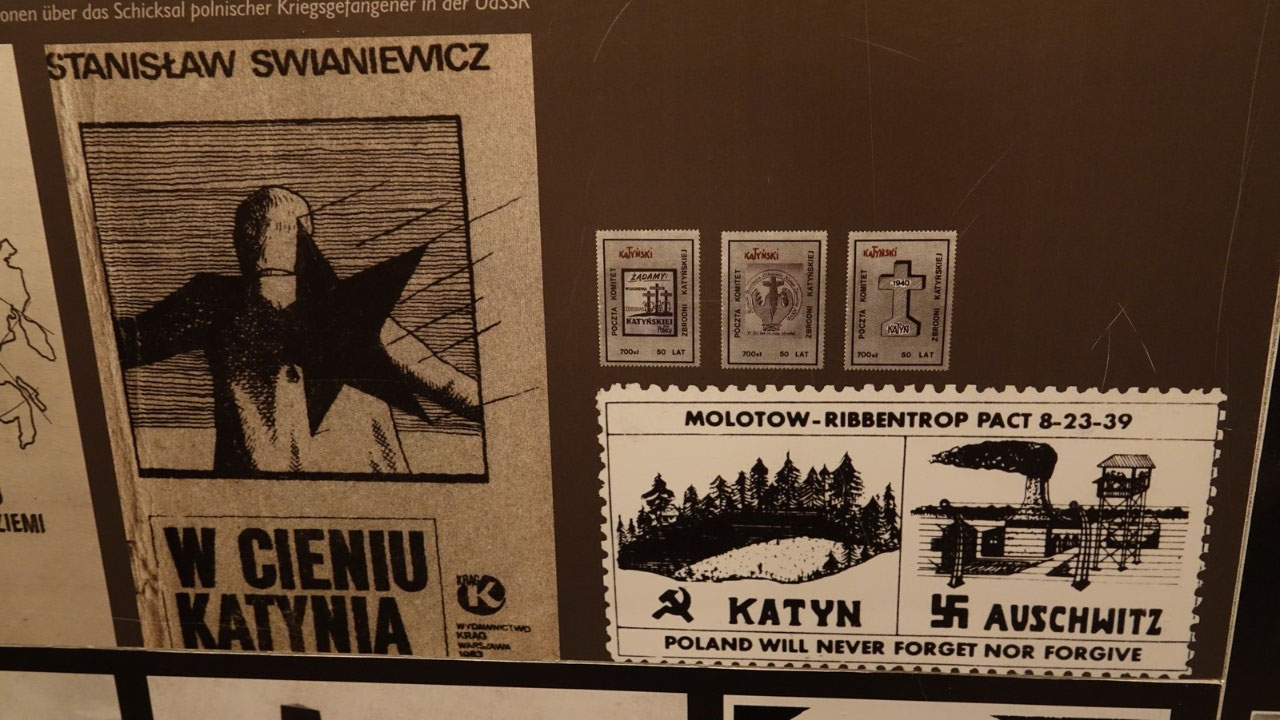 onen über das Schicksal polnischer Kriegsgefangener in der UdSSR
STANISŁAW SWIANIEWICZ
W CIENIU
KATYNIA
KRĄG
K
WYDAWNICTWO
KRĄG
WARSZAWA
1983
ZIEMI
KATYŃSKI
POCZTA KOMITET
ŻĄDAMY:
KATYŃSKIEJ
ZBRODNI KATYŃSKIEJ
700zł 50 LAT
KATYŃSKI
POCZTA KOMITET
ZBRODNI KATYŃSKIEJ
700zł 50 LAT
KATYŃSKI
POCZTA KOMITET
1940
KATYŃ
ZBRODNI KATYŃSKIEJ
700zł 50 LAT
MOLOTOW-RIBBENTROP PACT 8-23-39
KATYN
AUSCHWITZ
POLAND WILL NEVER FORGET NOR FORGIVE